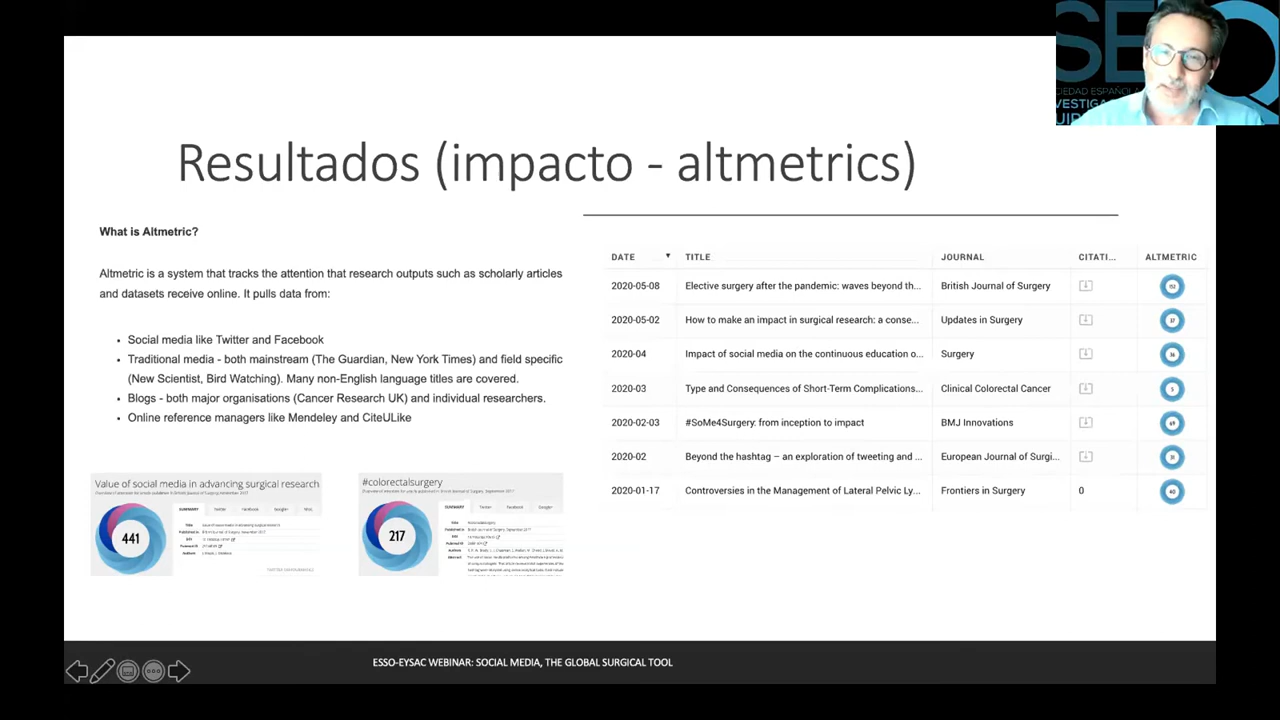 Resultados (impacto - altmetrics)
What is Altmetric?
Altmetric is a system that tracks the attention that research outputs such as scholarly articles
and datasets receive online. It pulls data from:
• Social media like Twitter and Facebook
• Traditional media - both mainstream (The Guardian, New York Times) and field specific
(New Scientist, Bird Watching). Many non-English language titles are covered.
• Blogs - both major organisations (Cancer Research UK) and individual researchers.
• Online reference managers like Mendeley and CiteULike
Value of social media in advancing surgical research
SUMMARY Twitter Facebook Google+ Misc
441
#colorectalsurgery
SUMMARY Twitter Facebook Google+
217
DATE TITLE JOURNAL CITATI... ALTMETRIC
2020-05-08 Elective surgery after the pandemic: waves beyond th... British Journal of Surgery
2020-05-02 How to make an impact in surgical research: a conse... Updates in Surgery
2020-04 Impact of social media on the continuous education o... Surgery
2020-03 Type and Consequences of Short-Term Complications... Clinical Colorectal Cancer
2020-02-03 #SoMe4Surgery: from inception to impact BMJ Innovations
2020-02 Beyond the hashtag – an exploration of tweeting and ... European Journal of Surgi...
2020-01-17 Controversies in the Management of Lateral Pelvic Ly... Frontiers in Surgery 0
ESSO-EYSAC WEBINAR: SOCIAL MEDIA, THE GLOBAL SURGICAL TOOL